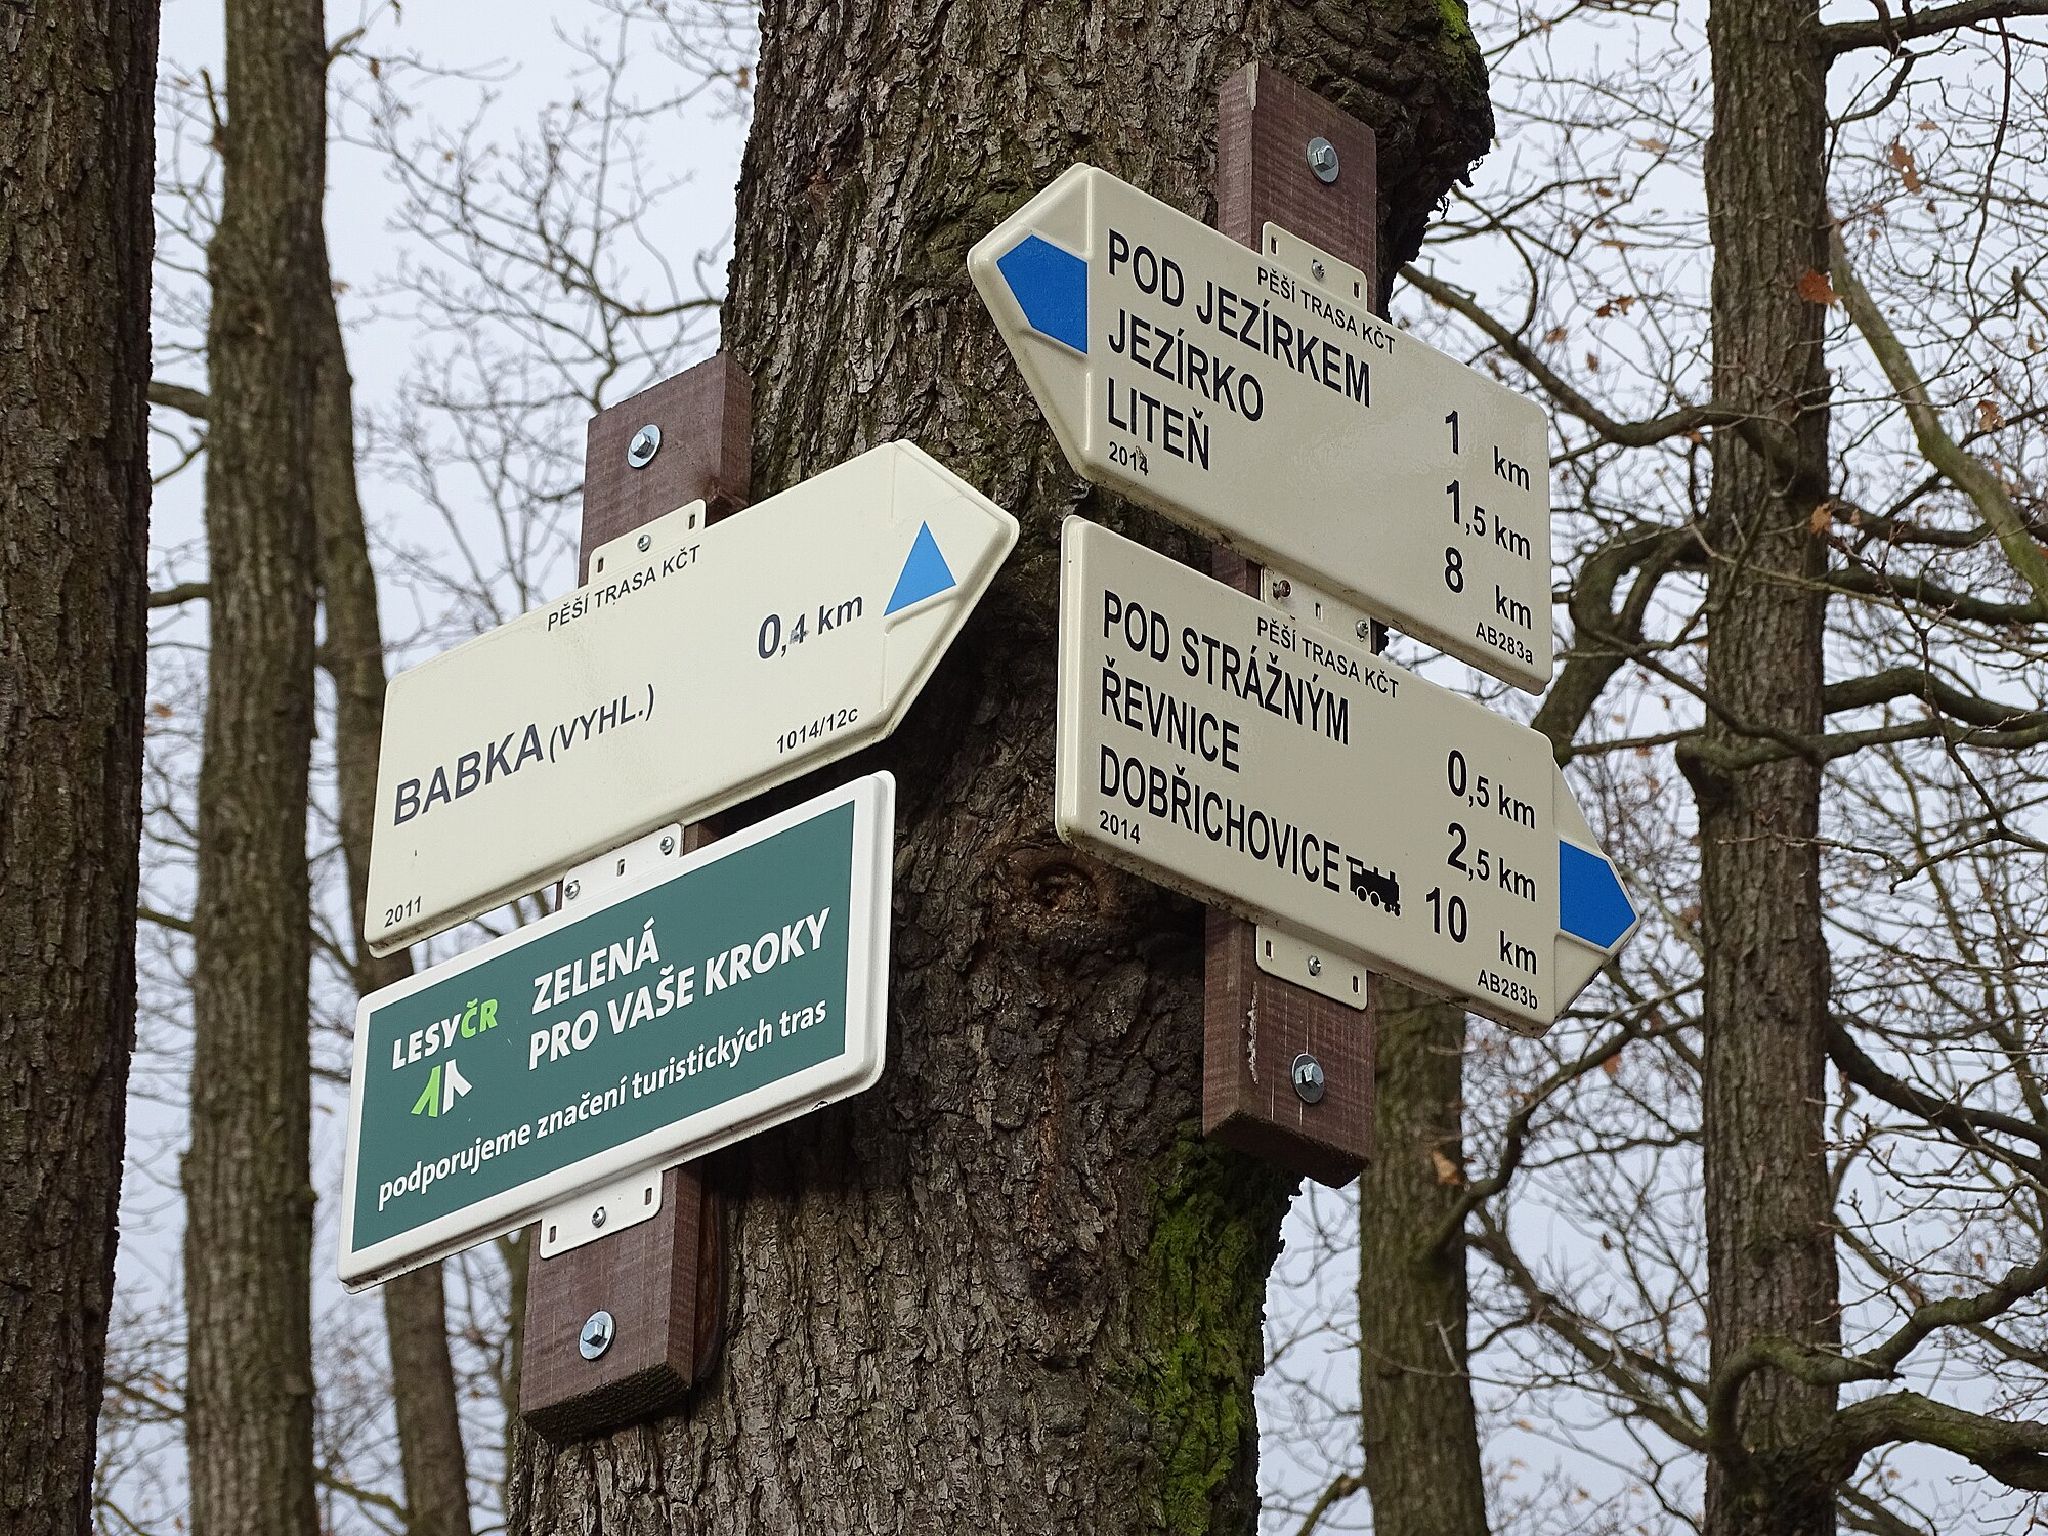 PĚŠÍ TRASA KČT
0,4 km
BABKA (VYHL.)
1014/12c
2011
LESYČR
ZELENÁ
PRO VAŠE KROKY
podporujeme značení turistických tras
PĚŠÍ TRASA KČT
POD JEZÍRKEM 1 km
JEZÍRKO 1,5 km
LITEŇ 8 km
2014 AB283a
PĚŠÍ TRASA KČT
POD STRÁŽNÝM 0,5 km
ŘEVNICE 2,5 km
DOBŘICHOVICE 10 km
2014 AB283b